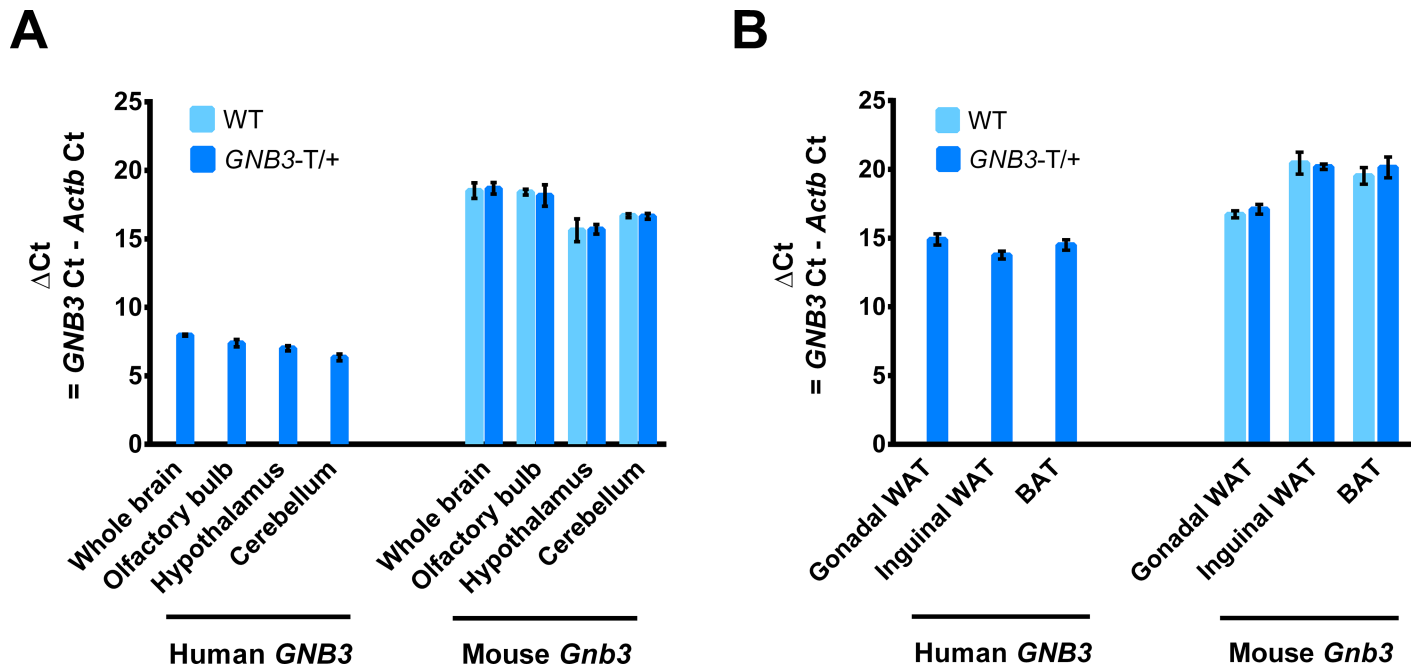 A
ΔCt
= GNB3 Ct - Actb Ct
25
20
15
10
5
0
WT
GNB3-T/+
Whole brain
Olfactory bulb
Hypothalamus
Cerebellum
Whole brain
Olfactory bulb
Hypothalamus
Cerebellum
Human GNB3
Mouse Gnb3
B
ΔCt
= GNB3 Ct - Actb Ct
25
20
15
10
5
0
WT
GNB3-T/+
Gonadal WAT
Inguinal WAT
BAT
Gonadal WAT
Inguinal WAT
BAT
Human GNB3
Mouse Gnb3